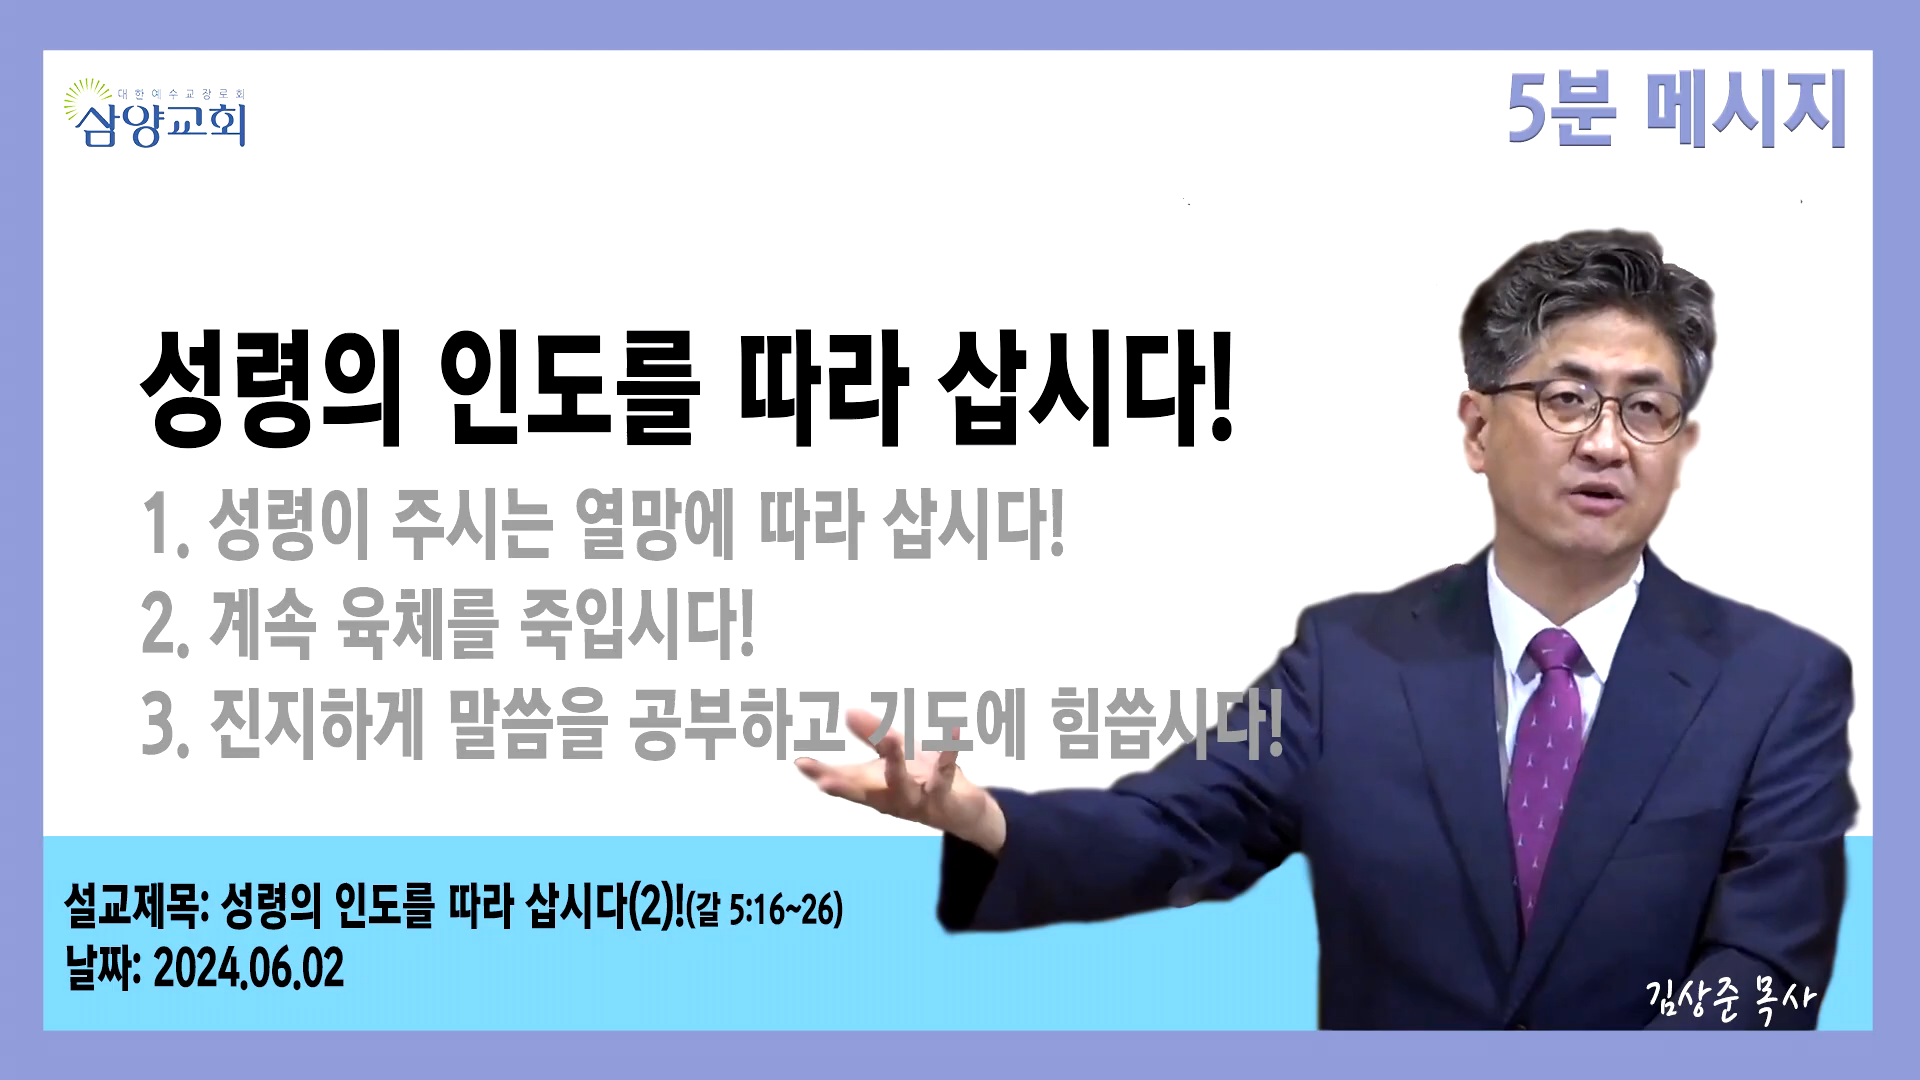 대한예수교장로회
삼양교회
5분 메시지
성령의 인도를 따라 삽시다!
1. 성령이 주시는 열망에 따라 삽시다!
2. 계속 육체를 죽입시다!
3. 진지하게 말씀을 공부하고 기도에 힘씁시다!
설교제목: 성령의 인도를 따라 삽시다(2)!(갈 5:16~26)
날짜: 2024.06.02
김상준 목사